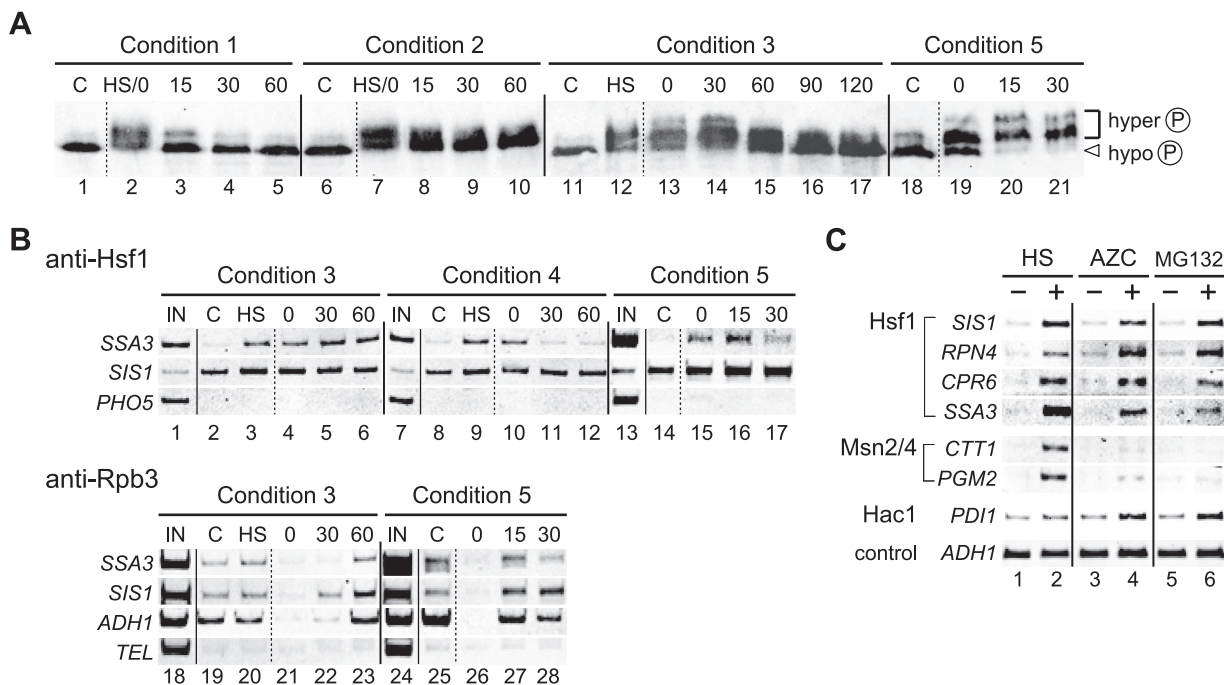 A
Condition 1 Condition 2 Condition 3 Condition 5
C HS/0 15 30 60 C HS/0 15 30 60 C HS 0 30 60 90 120 C 0 15 30
hyper P
hypo P
1 2 3 4 5 6 7 8 9 10 11 12 13 14 15 16 17 18 19 20 21
B
anti-Hsf1
Condition 3 Condition 4 Condition 5
IN C HS 0 30 60 IN C HS 0 30 60 IN C 0 15 30
SSA3
SIS1
PHO5
1 2 3 4 5 6 7 8 9 10 11 12 13 14 15 16 17
anti-Rpb3
Condition 3 Condition 5
IN C HS 0 30 60 IN C 0 15 30
SSA3
SIS1
ADH1
TEL
18 19 20 21 22 23 24 25 26 27 28
C
HS AZC MG132
− + − + − +
Hsf1 SIS1
RPN4
CPR6
SSA3
Msn2/4 CTT1
PGM2
Hac1 PDI1
control ADH1
1 2 3 4 5 6